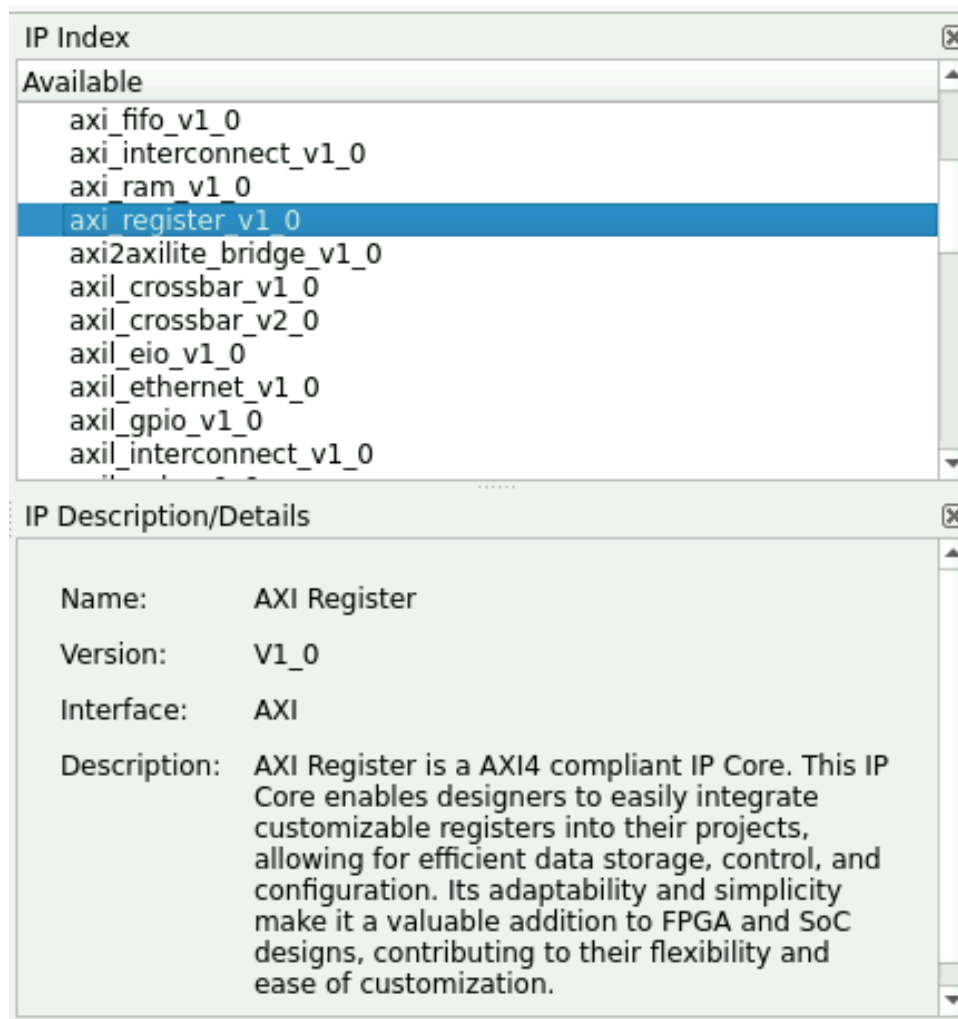 IP Index
Available
axi_fifo_v1_0
axi_interconnect_v1_0
axi_ram_v1_0
axi_register_v1_0
axi2axilite_bridge_v1_0
axil_crossbar_v1_0
axil_crossbar_v2_0
axil_eio_v1_0
axil_ethernet_v1_0
axil_gpio_v1_0
axil_interconnect_v1_0
IP Description/Details
Name: AXI Register
Version: V1_0
Interface: AXI
Description: AXI Register is a AXI4 compliant IP Core. This IP
Core enables designers to easily integrate
customizable registers into their projects,
allowing for efficient data storage, control, and
configuration. Its adaptability and simplicity
make it a valuable addition to FPGA and SoC
designs, contributing to their flexibility and
ease of customization.